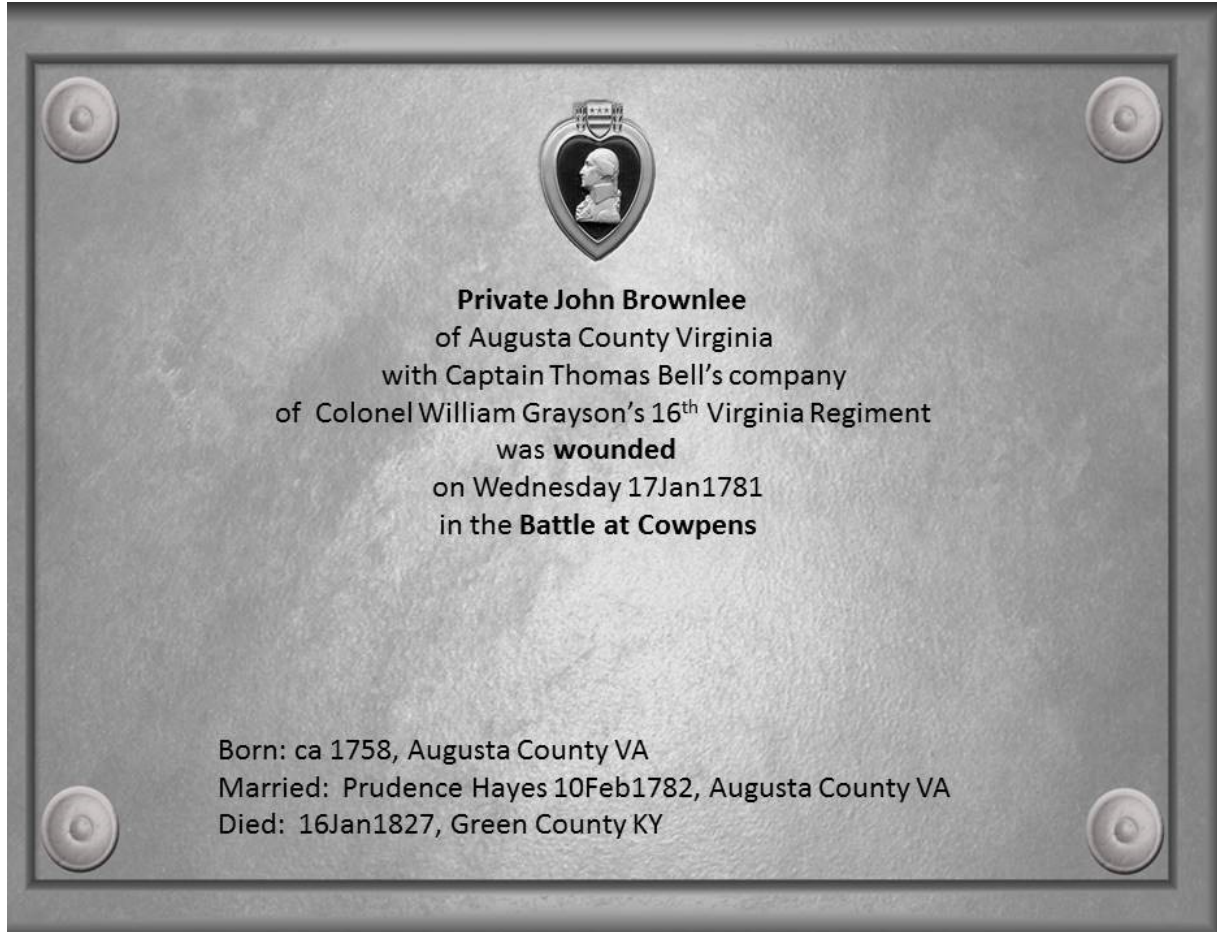 Private John Brownlee
of Augusta County Virginia
with Captain Thomas Bell’s company
of Colonel William Grayson’s 16th Virginia Regiment
was wounded
on Wednesday 17Jan1781
in the Battle at Cowpens
Born: ca 1758, Augusta County VA
Married: Prudence Hayes 10Feb1782, Augusta County VA
Died: 16Jan1827, Green County KY